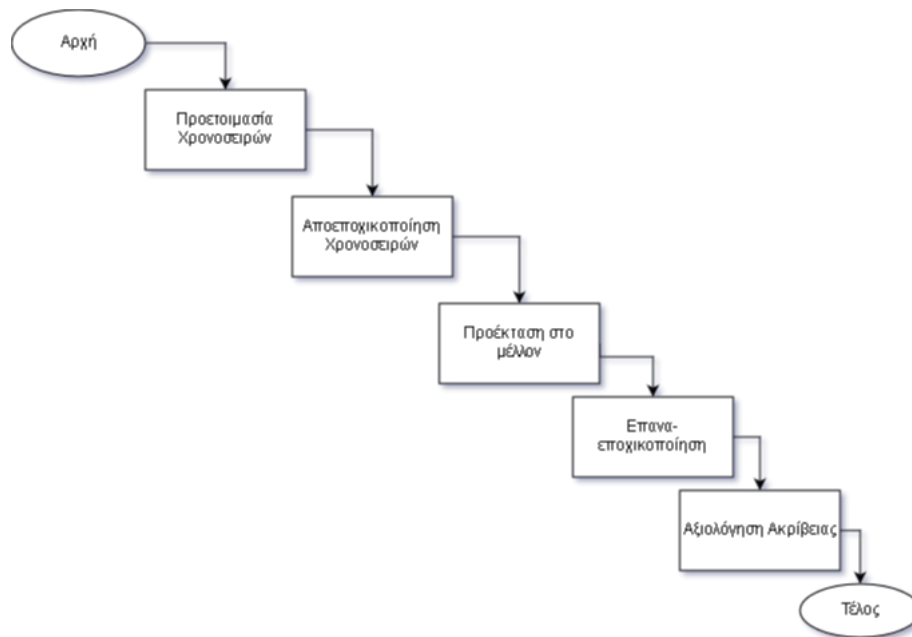 Αρχή
Προετοιμασία
Χρονοσειρών
Αποεποχικοποίηση
Χρονοσειρών
Προέκταση στο
μέλλον
Επανα-
εποχικοποίηση
Αξιολόγηση Ακρίβειας
Τέλος